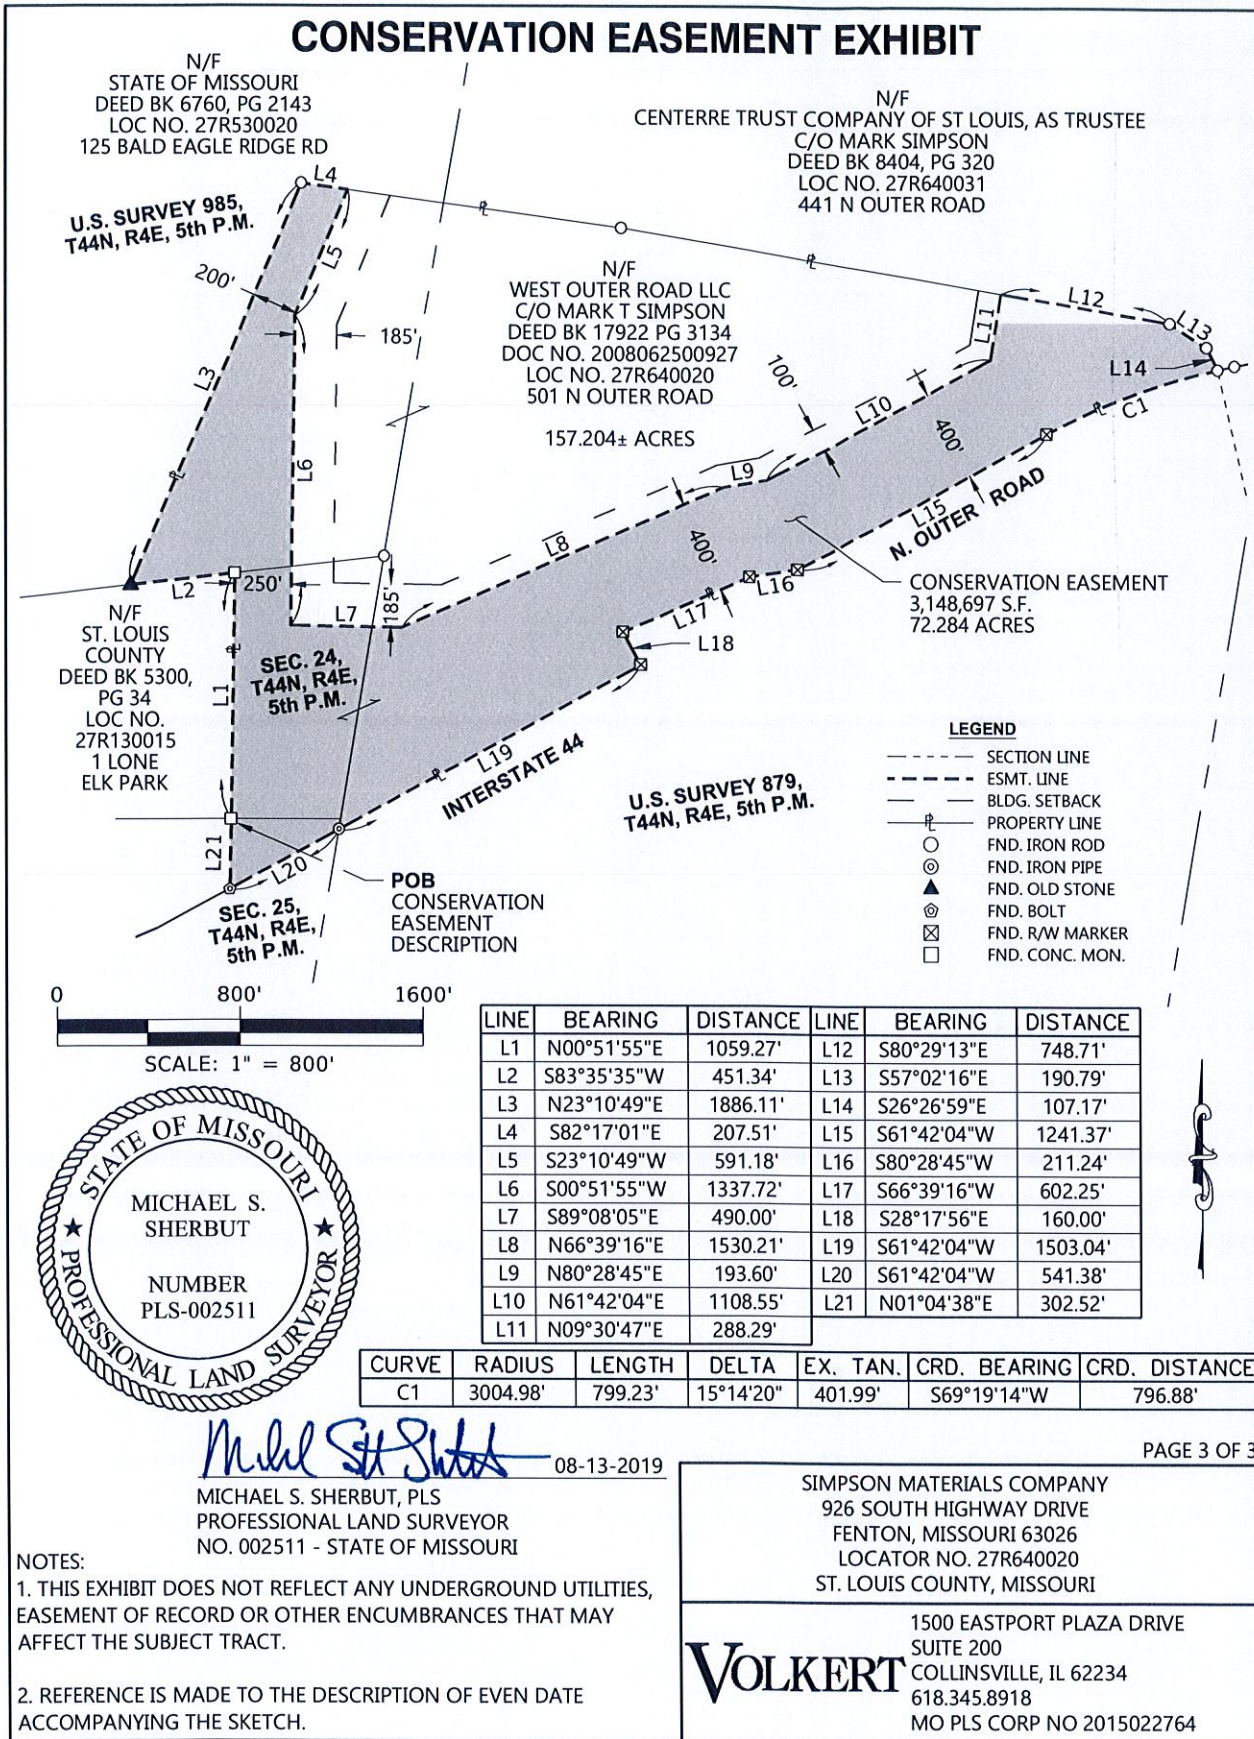 CONSERVATION EASEMENT EXHIBIT
N/F
STATE OF MISSOURI
DEED BK 6760, PG 2143
LOC NO. 27R530020
125 BALD EAGLE RIDGE RD
N/F
CENTERRE TRUST COMPANY OF ST LOUIS, AS TRUSTEE
C/O MARK SIMPSON
DEED BK 8404, PG 320
LOC NO. 27R640031
441 N OUTER ROAD
U.S. SURVEY 985,
T44N, R4E, 5th P.M.
L4
L5
200'
185'
L3
L6
N/F
WEST OUTER ROAD LLC
C/O MARK T SIMPSON
DEED BK 17922 PG 3134
DOC NO. 2008062500927
LOC NO. 27R640020
501 N OUTER ROAD
157.204± ACRES
L12
L11
L13
L14
C1
100'
L10
400'
L9
L8
400'
L15
N. OUTER ROAD
L16
L17
L18
CONSERVATION EASEMENT
3,148,697 S.F.
72.284 ACRES
L2
250'
L7
185'
N/F
ST. LOUIS
COUNTY
DEED BK 5300,
PG 34
LOC NO.
27R130015
1 LONE
ELK PARK
L1
SEC. 24,
T44N, R4E,
5th P.M.
L19
INTERSTATE 44
U.S. SURVEY 879,
T44N, R4E, 5th P.M.
L21
L20
SEC. 25,
T44N, R4E,
5th P.M.
POB
CONSERVATION
EASEMENT
DESCRIPTION
LEGEND
SECTION LINE
ESMT. LINE
BLDG. SETBACK
PROPERTY LINE
FND. IRON ROD
FND. IRON PIPE
FND. OLD STONE
FND. BOLT
FND. R/W MARKER
FND. CONC. MON.
0 800' 1600'
SCALE: 1" = 800'
LINE BEARING DISTANCE LINE BEARING DISTANCE
L1 N00°51'55"E 1059.27' L12 S80°29'13"E 748.71'
L2 S83°35'35"W 451.34' L13 S57°02'16"E 190.79'
L3 N23°10'49"E 1886.11' L14 S26°26'59"E 107.17'
L4 S82°17'01"E 207.51' L15 S61°42'04"W 1241.37'
L5 S23°10'49"W 591.18' L16 S80°28'45"W 211.24'
L6 S00°51'55"W 1337.72' L17 S66°39'16"W 602.25'
L7 S89°08'05"E 490.00' L18 S28°17'56"E 160.00'
L8 N66°39'16"E 1530.21' L19 S61°42'04"W 1503.04'
L9 N80°28'45"E 193.60' L20 S61°42'04"W 541.38'
L10 N61°42'04"E 1108.55' L21 N01°04'38"E 302.52'
L11 N09°30'47"E 288.29'
CURVE RADIUS LENGTH DELTA EX. TAN. CRD. BEARING CRD. DISTANCE
C1 3004.98' 799.23' 15°14'20" 401.99' S69°19'14"W 796.88'
STATE OF MISSOURI
MICHAEL S.
SHERBUT
NUMBER
PLS-002511
PROFESSIONAL LAND SURVEYOR
08-13-2019
MICHAEL S. SHERBUT, PLS
PROFESSIONAL LAND SURVEYOR
NO. 002511 - STATE OF MISSOURI
NOTES:
1. THIS EXHIBIT DOES NOT REFLECT ANY UNDERGROUND UTILITIES,
EASEMENT OF RECORD OR OTHER ENCUMBRANCES THAT MAY
AFFECT THE SUBJECT TRACT.
2. REFERENCE IS MADE TO THE DESCRIPTION OF EVEN DATE
ACCOMPANYING THE SKETCH.
PAGE 3 OF 3
SIMPSON MATERIALS COMPANY
926 SOUTH HIGHWAY DRIVE
FENTON, MISSOURI 63026
LOCATOR NO. 27R640020
ST. LOUIS COUNTY, MISSOURI
VOLKERT
1500 EASTPORT PLAZA DRIVE
SUITE 200
COLLINSVILLE, IL 62234
618.345.8918
MO PLS CORP NO 2015022764